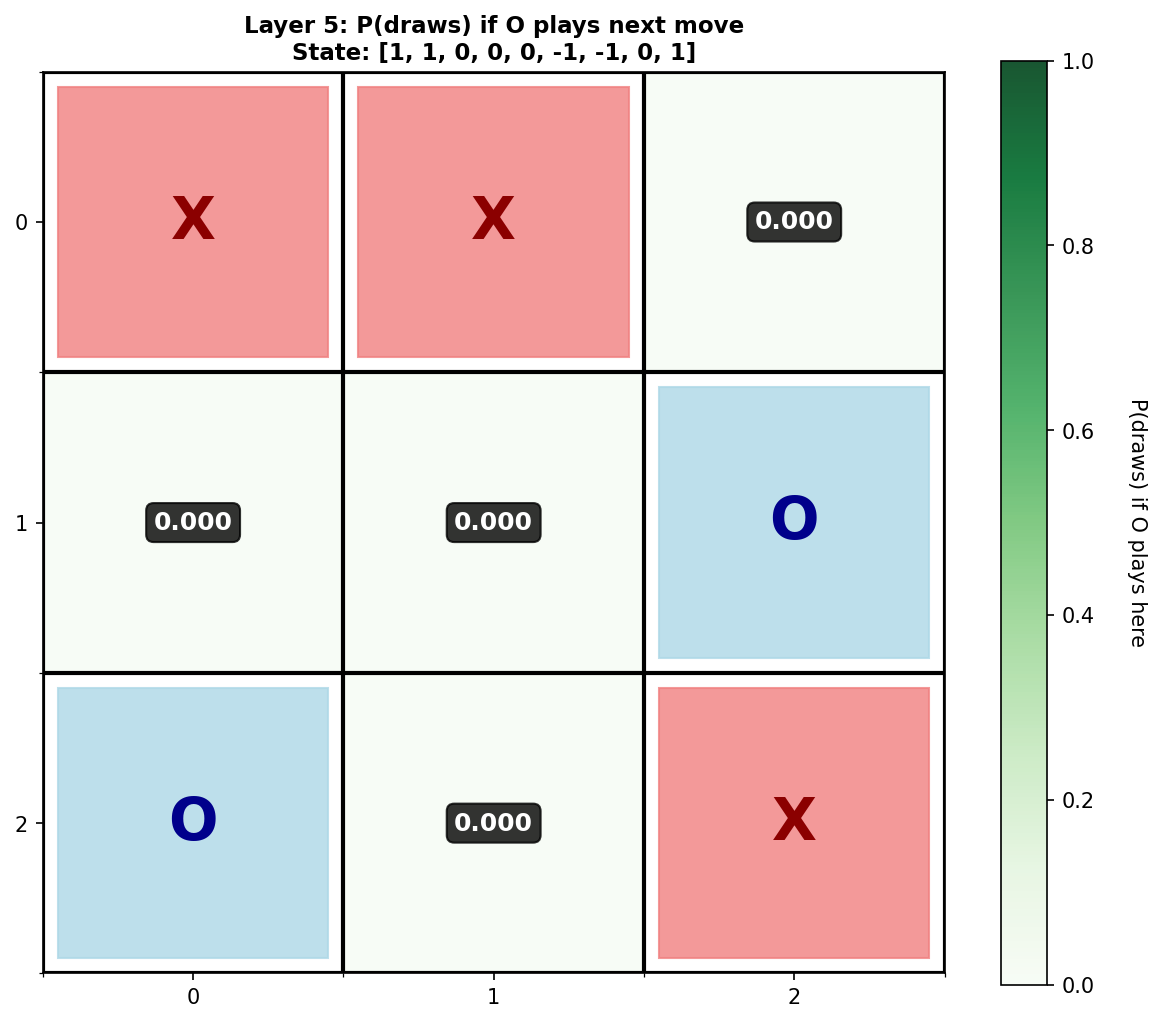 Layer 5: P(draws) if O plays next move
State: [1, 1, 0, 0, 0, -1, -1, 0, 1]
X X 0.000
0.000 0.000 O
O 0.000 X
0
1
2
0 1 2
1.0
0.8
0.6
0.4
0.2
0.0
P(draws) if O plays here